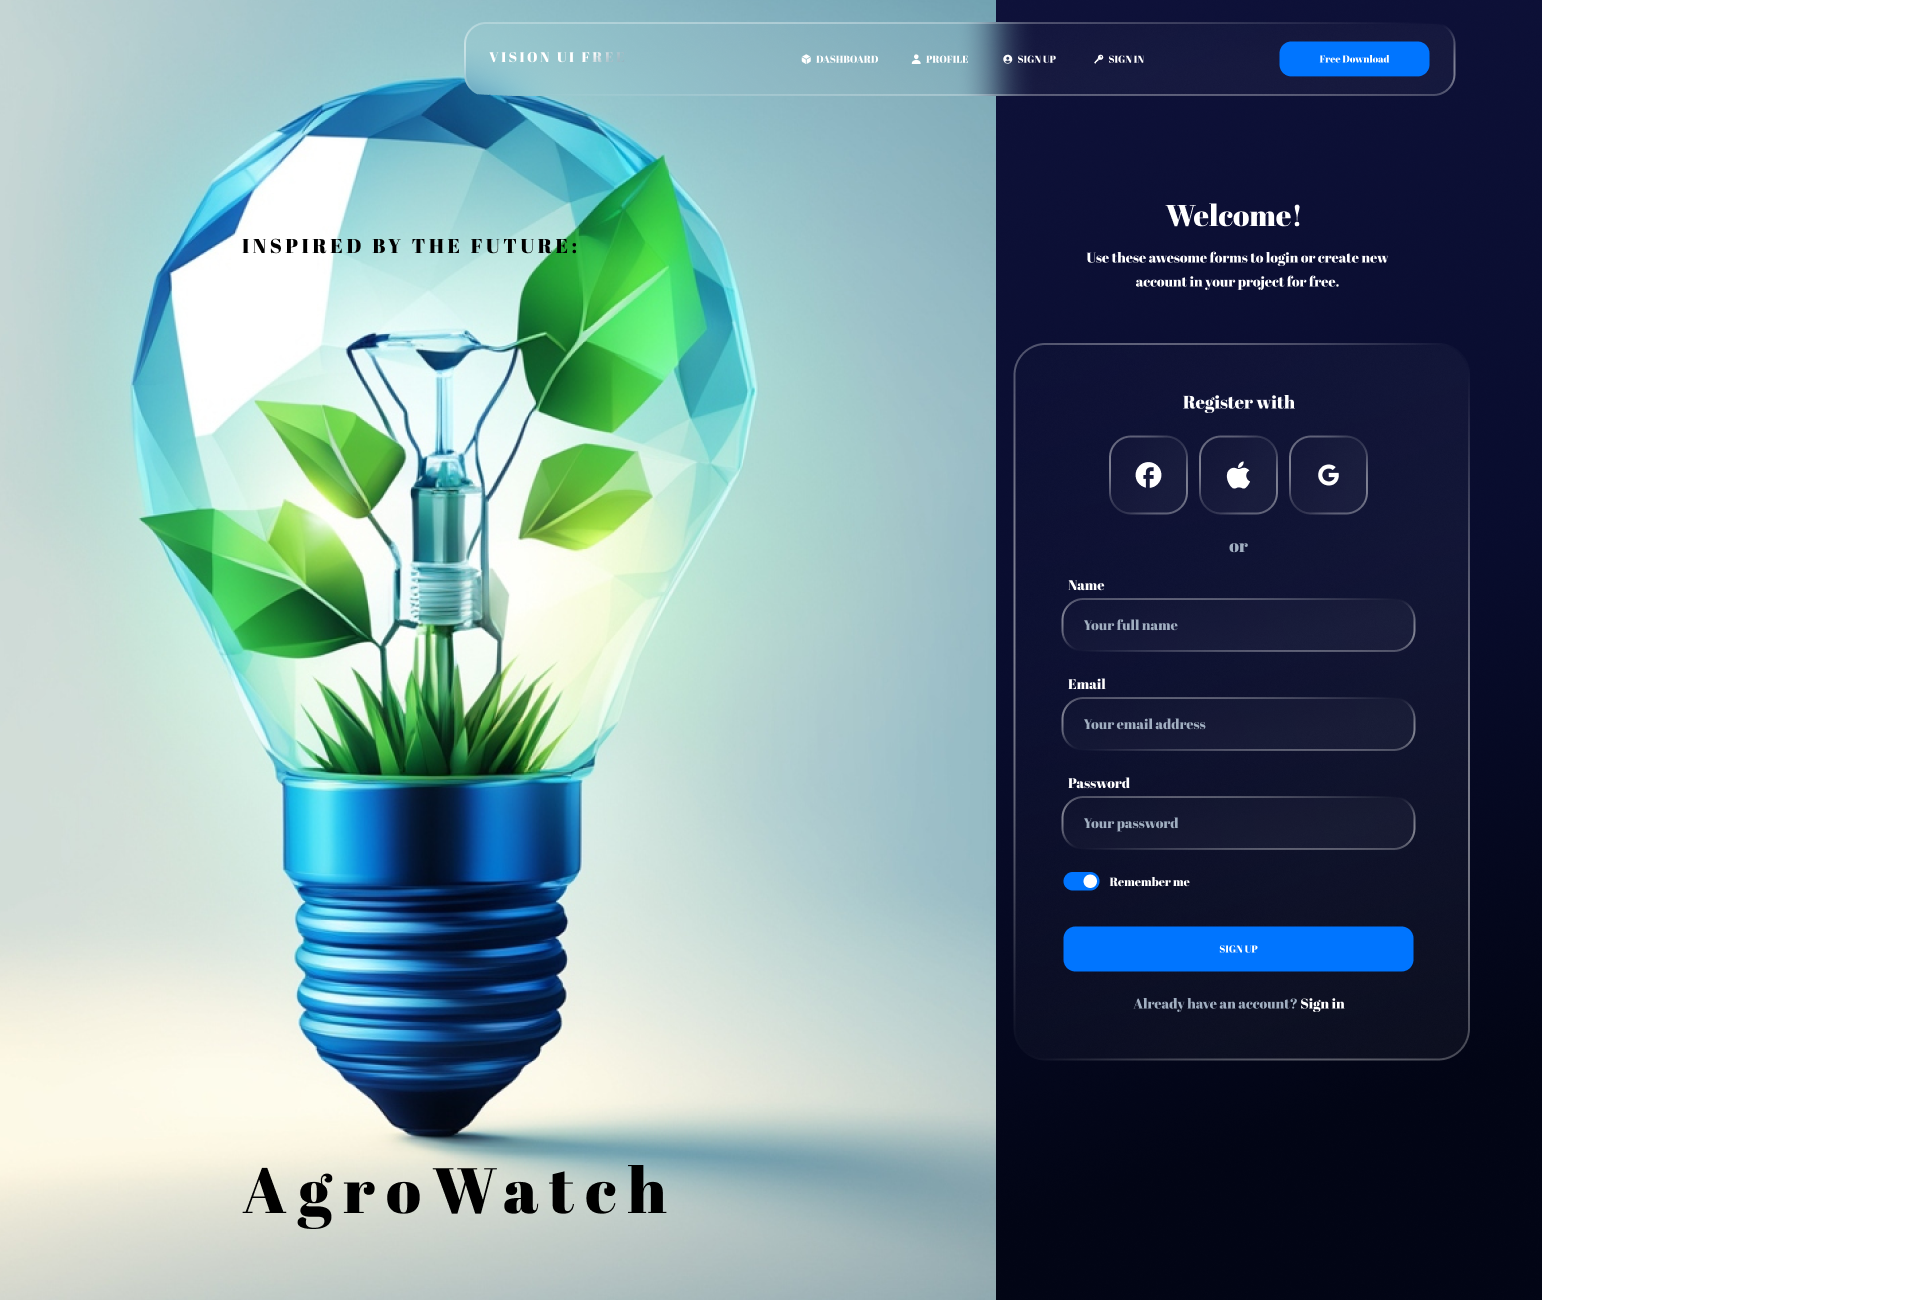 VISION UI FREE
DASHBOARD
PROFILE
SIGN UP
SIGN IN
Free Download
INSPIRED BY THE FUTURE:
AgroWatch
Welcome!
Use these awesome forms to login or create new
account in your project for free.
Register with
or
Name
Your full name
Email
Your email address
Password
Your password
Remember me
SIGN UP
Already have an account? Sign in